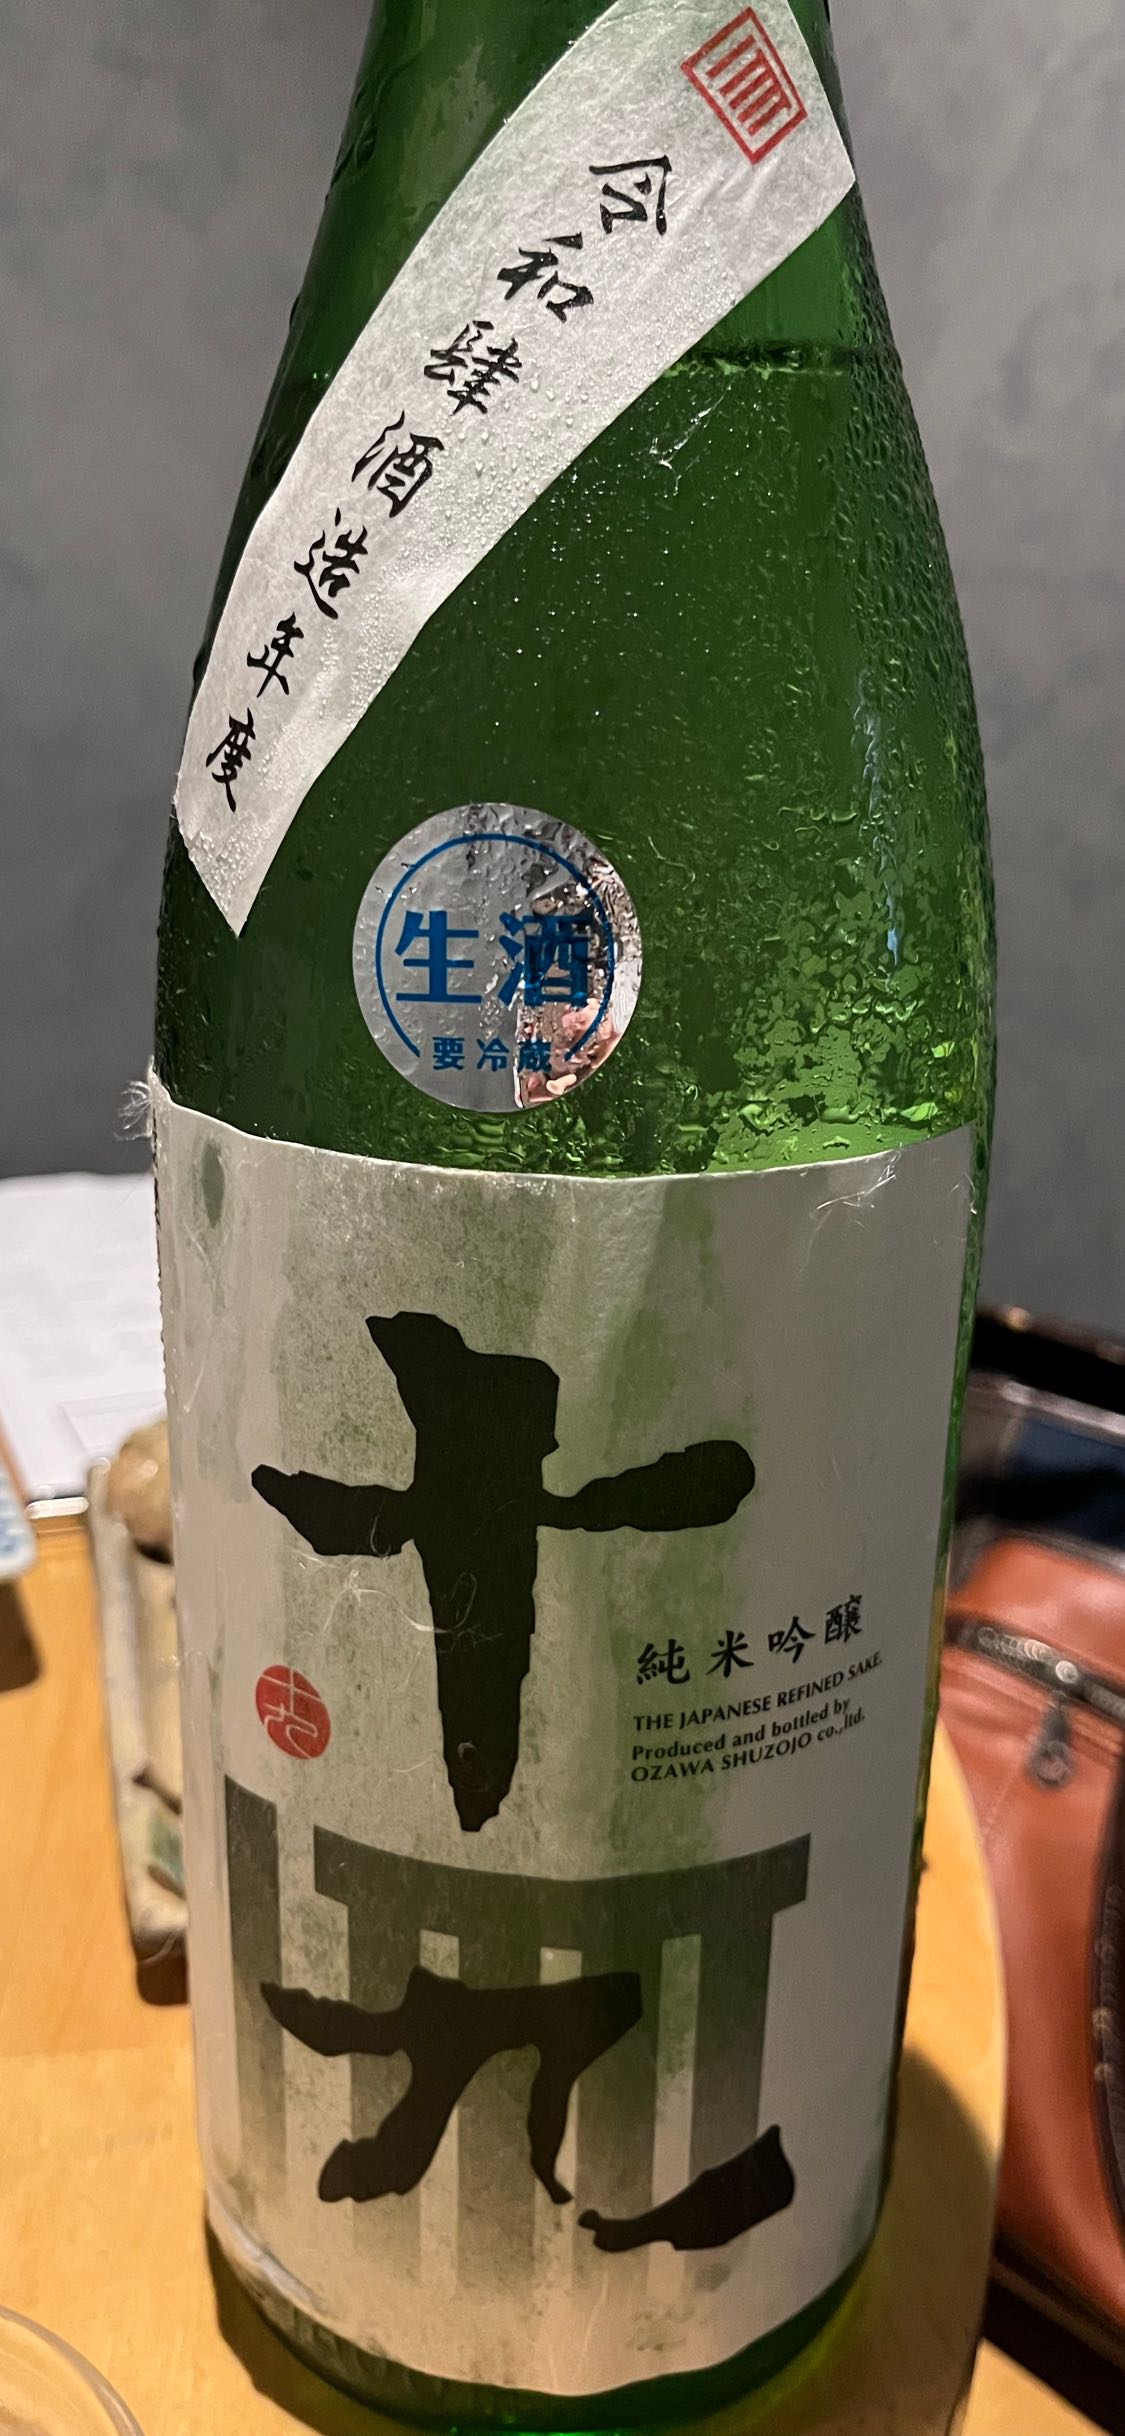 令和肆酒造年度
生酒
要冷蔵
十九
純米吟醸
THE JAPANESE REFINED SAKE
Produced and bottled by
OZAWA SHUZOJO co.,ltd.